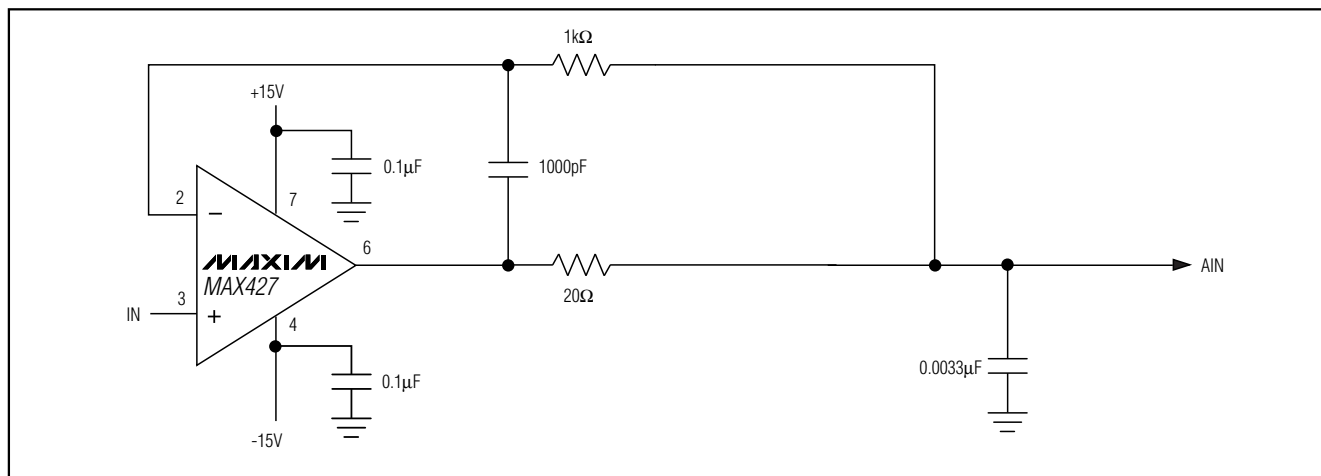 1kΩ
+15V
0.1µF
1000pF
2
7
−
6
MAXIM
MAX427
20Ω
AIN
IN
3
+
4
0.1µF
0.0033µF
-15V